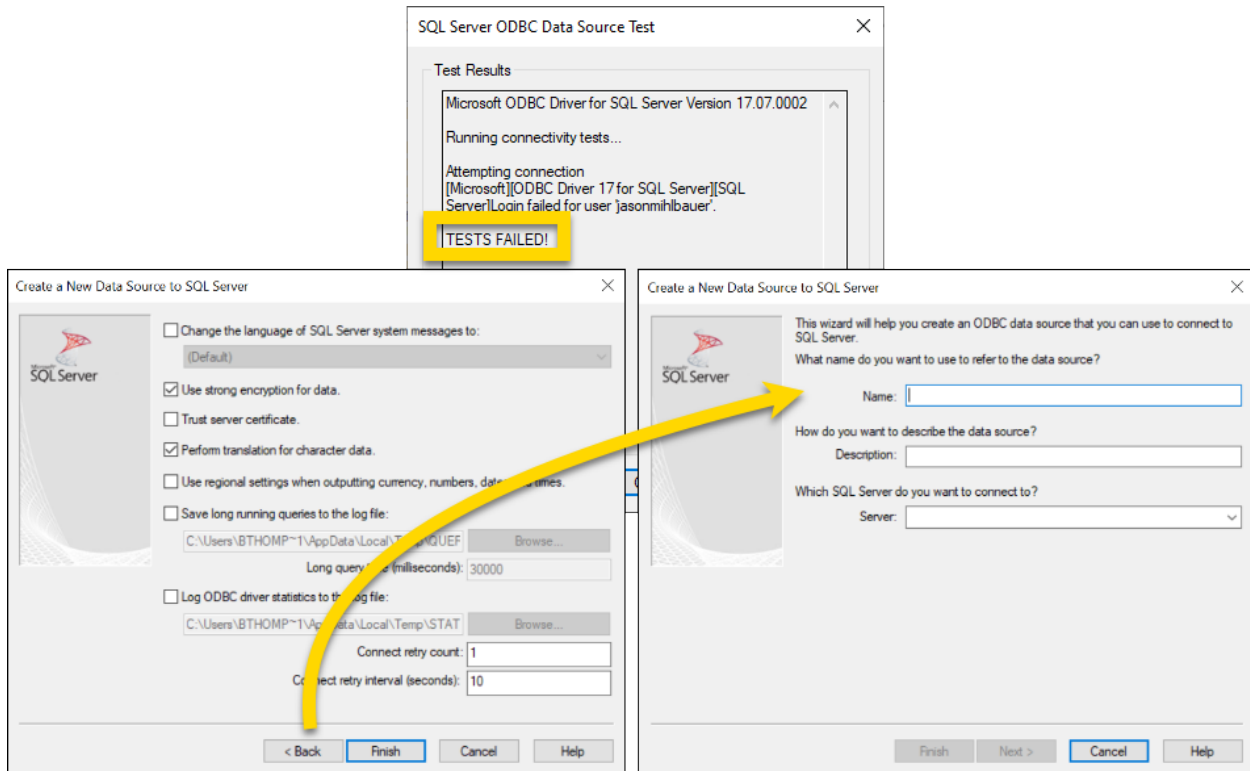 SQL Server ODBC Data Source Test
Test Results
Microsoft ODBC Driver for SQL Server Version 17.07.0002
Running connectivity tests...
Attempting connection
[Microsoft][ODBC Driver 17 for SQL Server][SQL
Server]Login failed for user 'jasonmihlbauer'.
TESTS FAILED!
Create a New Data Source to SQL Server
Microsoft
SQL Server
Change the language of SQL Server system messages to:
(Default)
Use strong encryption for data.
Trust server certificate.
Perform translation for character data.
Use regional settings when outputting currency, numbers, dates times.
Save long running queries to the log file:
C:\Users\BTHOMP~1\AppData\Local\Temp\QUER
Browse...
Long query (milliseconds):
30000
Log ODBC driver statistics to the log file:
C:\Users\BTHOMP~1\AppData\Local\Temp\STAT
Browse...
Connect retry count:
1
Connect retry interval (seconds):
10
< Back
Finish
Cancel
Help
Create a New Data Source to SQL Server
Microsoft
SQL Server
This wizard will help you create an ODBC data source that you can use to connect to
SQL Server.
What name do you want to use to refer to the data source?
Name:
How do you want to describe the data source?
Description:
Which SQL Server do you want to connect to?
Server:
Finish
Next >
Cancel
Help